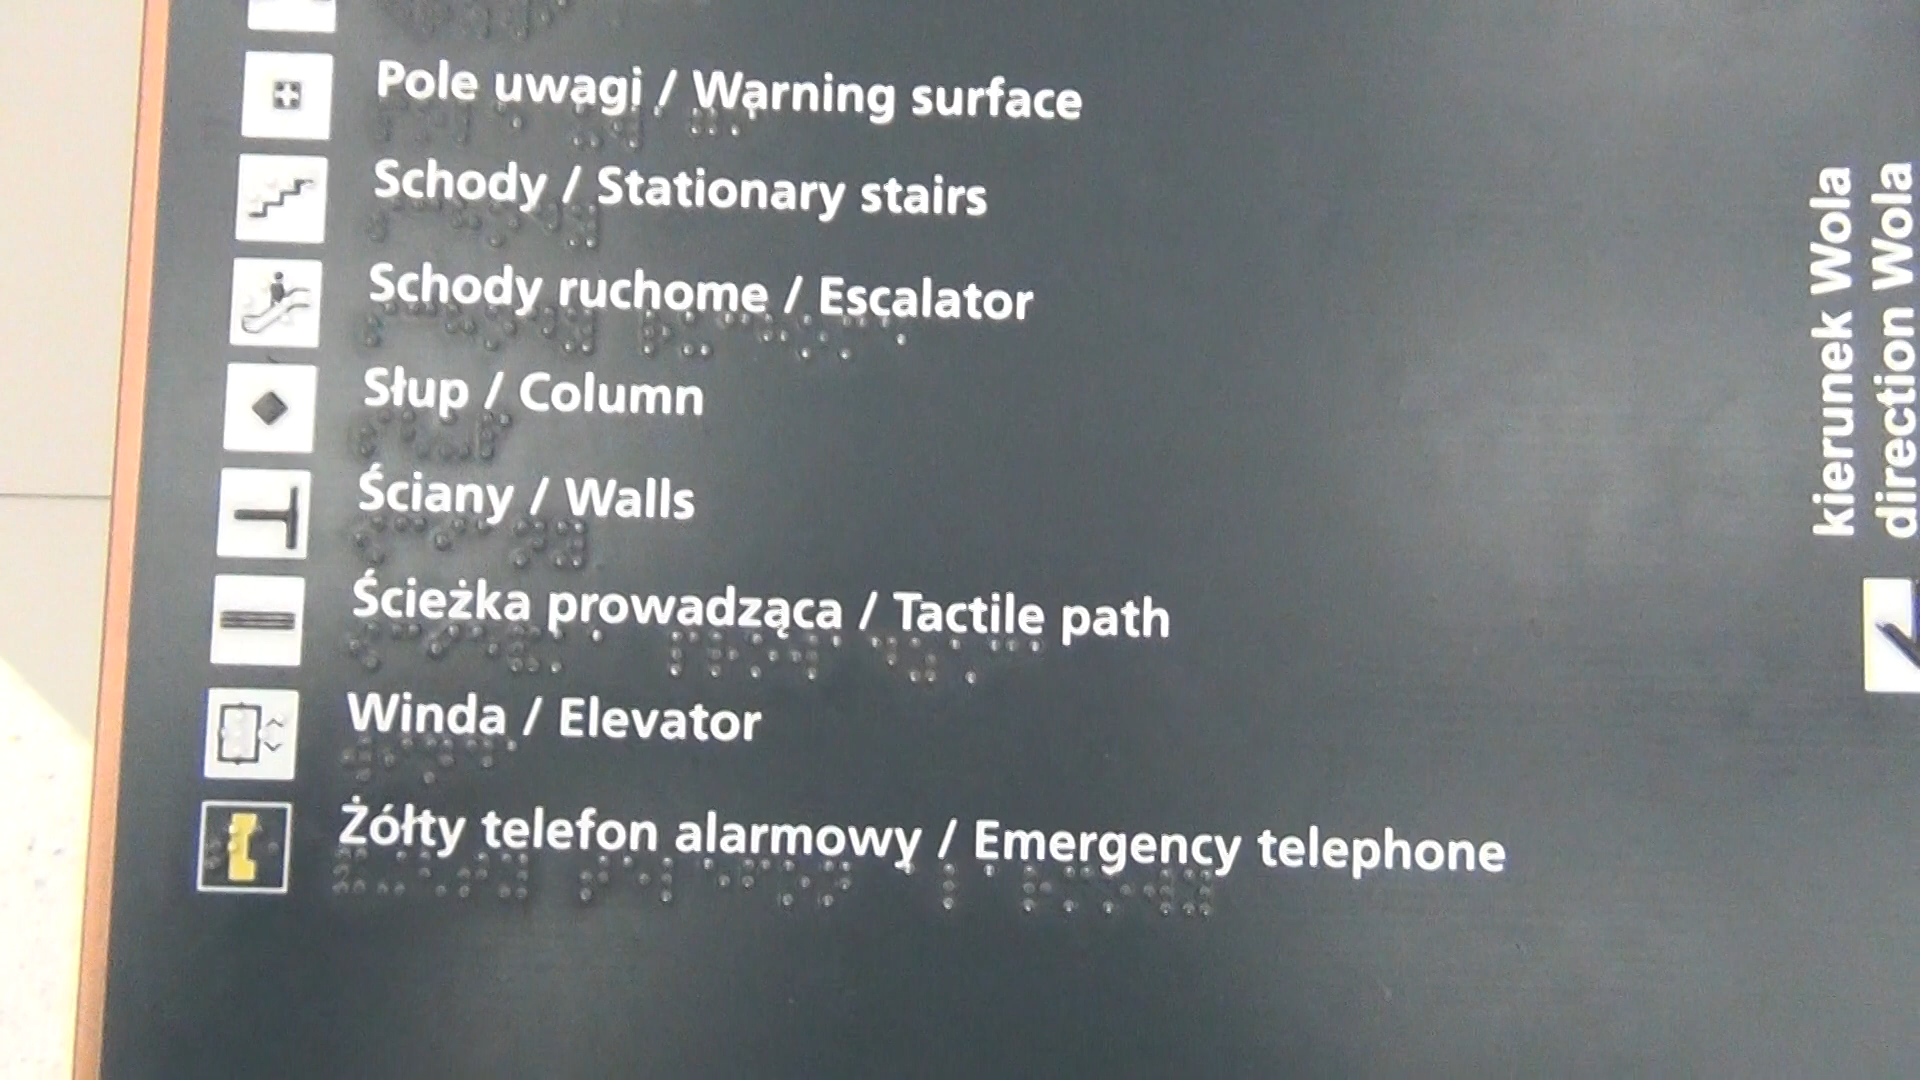 Pole uwagi / Warning surface
Schody / Stationary stairs
Schody ruchome / Escalator
Słup / Column
Ściany / Walls
Ścieżka prowadząca / Tactile path
Winda / Elevator
Żółty telefon alarmowy / Emergency telephone
kierunek Wola
direction Wola